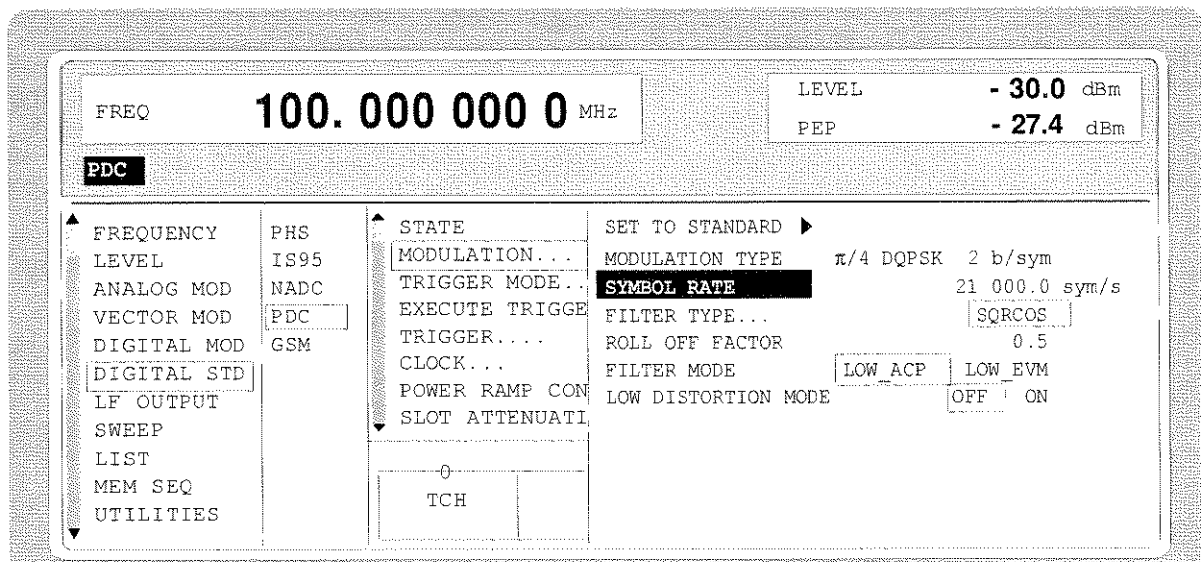 FREQ 100. 000 000 0 MHz
LEVEL - 30.0 dBm
PEP - 27.4 dBm
PDC
FREQUENCY
LEVEL
ANALOG MOD
VECTOR MOD
DIGITAL MOD
DIGITAL STD
LF OUTPUT
SWEEP
LIST
MEM SEQ
UTILITIES
PHS
IS95
NADC
PDC
GSM
STATE
MODULATION...
TRIGGER MODE..
EXECUTE TRIGGE
TRIGGER....
CLOCK...
POWER RAMP CON
SLOT ATTENUATI
0
TCH
SET TO STANDARD
MODULATION TYPE π/4 DQPSK 2 b/sym
SYMBOL RATE 21 000.0 sym/s
FILTER TYPE... SQRCOS
ROLL OFF FACTOR 0.5
FILTER MODE LOW_ACP LOW_EVM
LOW DISTORTION MODE OFF ON